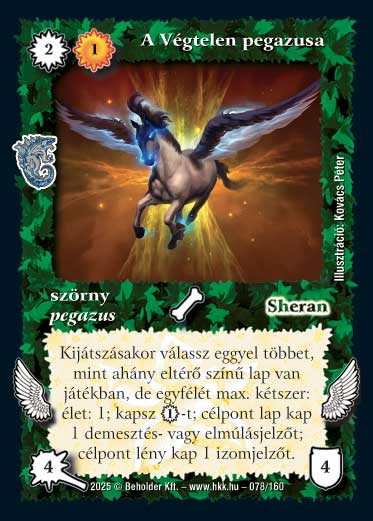 A Végtelen pegazusa
2 1
Illusztráció: Kovács Péter
szörny
pegazus
Sheran
Kijátszásakor válassz eggyel többet,
mint ahány eltérő színű lap van
játékban, de egyfélét max. kétszer:
élet: 1; kapsz 1-t; célpont lap kap
1 demesztés- vagy elmúlásjelzőt;
célpont lény kap 1 izomjelzőt.
4 4
2025 © Beholder Kft. – www.hkk.hu – 078/160